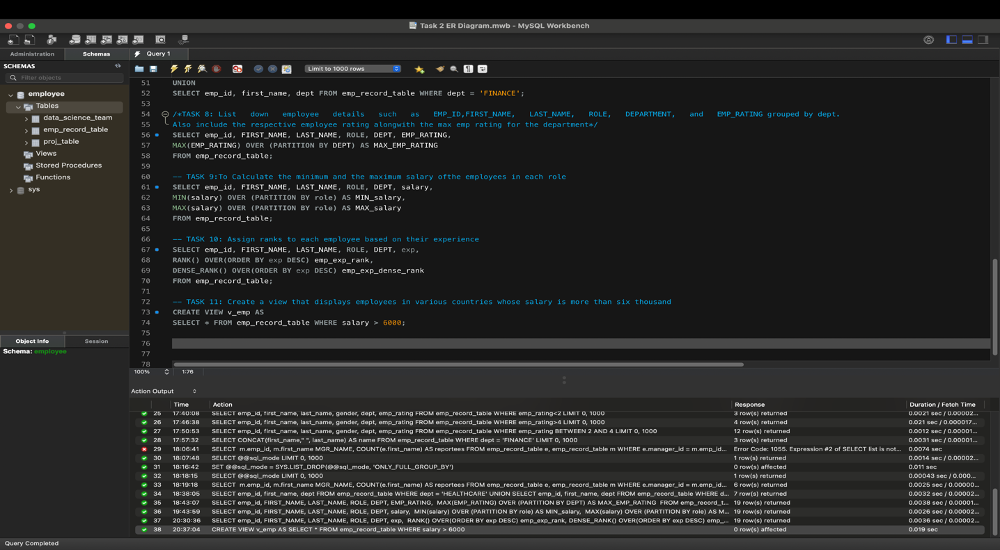 Task 2 ER Diagram.mwb - MySQL Workbench
Administration Schemas Query 1
SCHEMAS
Filter objects
Limit to 1000 rows
employee
Tables
data_science_team
emp_record_table
proj_table
Views
Stored Procedures
Functions
sys
Object Info Session
Schema: employee
51 UNION
52 SELECT emp_id, first_name, dept FROM emp_record_table WHERE dept = 'FINANCE';
53
54 /*TASK 8: List down employee details such as EMP_ID,FIRST_NAME, LAST_NAME, ROLE, DEPARTMENT, and EMP_RATING grouped by dept.
55 Also include the respective employee rating alongwith the max emp rating for the department*/
56 SELECT emp_id, FIRST_NAME, LAST_NAME, ROLE, DEPT, EMP_RATING,
57 MAX(EMP_RATING) OVER (PARTITION BY DEPT) AS MAX_EMP_RATING
58 FROM emp_record_table;
59
60 -- TASK 9:To Calculate the minimum and the maximum salary ofthe employees in each role
61 SELECT emp_id, FIRST_NAME, LAST_NAME, ROLE, DEPT, salary,
62 MIN(salary) OVER (PARTITION BY role) AS MIN_salary,
63 MAX(salary) OVER (PARTITION BY role) AS MAX_salary
64 FROM emp_record_table;
65
66 -- TASK 10: Assign ranks to each employee based on their experience
67 SELECT emp_id, FIRST_NAME, LAST_NAME, ROLE, DEPT, exp,
68 RANK() OVER(ORDER BY exp DESC) emp_exp_rank,
69 DENSE_RANK() OVER(ORDER BY exp DESC) emp_exp_dense_rank
70 FROM emp_record_table;
71
72 -- TASK 11: Create a view that displays employees in various countries whose salary is more than six thousand
73 CREATE VIEW v_emp AS
74 SELECT * FROM emp_record_table WHERE salary > 6000;
75
76
77
78
100% 1:76
Action Output
Time Action Response Duration / Fetch Time
25 17:40:08 SELECT emp_id, first_name, last_name, gender, dept, emp_rating FROM emp_record_table WHERE emp_rating<2 LIMIT 0, 1000 3 row(s) returned 0.0021 sec / 0.00002...
26 17:46:38 SELECT emp_id, first_name, last_name, gender, dept, emp_rating FROM emp_record_table WHERE emp_rating>4 LIMIT 0, 1000 4 row(s) returned 0.021 sec / 0.000017...
27 17:50:53 SELECT emp_id, first_name, last_name, gender, dept, emp_rating FROM emp_record_table WHERE emp_rating BETWEEN 2 AND 4 LIMIT 0, 1000 12 row(s) returned 0.0012 sec / 0.00001...
28 17:57:32 SELECT CONCAT(first_name," ", last_name) AS name FROM emp_record_table WHERE dept = 'FINANCE' LIMIT 0, 1000 3 row(s) returned 0.0031 sec / 0.00001...
29 18:06:41 SELECT m.emp_id, m.first_name MGR_NAME, COUNT(e.first_name) AS reportees FROM emp_record_table e, emp_record_table m WHERE e.manager_id = m.emp_id... Error Code: 1055. Expression #2 of SELECT list is not... 0.0074 sec
30 18:07:48 SELECT @@sql_mode LIMIT 0, 1000 1 row(s) returned 0.0014 sec / 0.00002...
31 18:16:42 SET @@sql_mode = SYS.LIST_DROP(@@sql_mode, 'ONLY_FULL_GROUP_BY') 0 row(s) affected 0.011 sec
32 18:18:15 SELECT @@sql_mode LIMIT 0, 1000 1 row(s) returned 0.00043 sec / 0.000...
33 18:19:18 SELECT m.emp_id, m.first_name MGR_NAME, COUNT(e.first_name) AS reportees FROM emp_record_table e, emp_record_table m WHERE e.manager_id = m.emp_id... 6 row(s) returned 0.0025 sec / 0.00000...
34 18:38:05 SELECT emp_id, first_name, dept FROM emp_record_table WHERE dept = 'HEALTHCARE' UNION SELECT emp_id, first_name, dept FROM emp_record_table WHERE d... 7 row(s) returned 0.0032 sec / 0.00002...
35 18:43:07 SELECT emp_id, FIRST_NAME, LAST_NAME, ROLE, DEPT, EMP_RATING, MAX(EMP_RATING) OVER (PARTITION BY DEPT) AS MAX_EMP_RATING FROM emp_record_t... 19 row(s) returned 0.0038 sec / 0.00001...
36 19:43:59 SELECT emp_id, FIRST_NAME, LAST_NAME, ROLE, DEPT, salary, MIN(salary) OVER (PARTITION BY role) AS MIN_salary, MAX(salary) OVER (PARTITION BY role) AS M... 19 row(s) returned 0.0026 sec / 0.00002...
37 20:30:36 SELECT emp_id, FIRST_NAME, LAST_NAME, ROLE, DEPT, exp, RANK() OVER(ORDER BY exp DESC) emp_exp_rank, DENSE_RANK() OVER(ORDER BY exp DESC) emp_... 19 row(s) returned 0.0036 sec / 0.00002...
38 20:37:04 CREATE VIEW v_emp AS SELECT * FROM emp_record_table WHERE salary > 6000 0 row(s) affected 0.019 sec
Query Completed